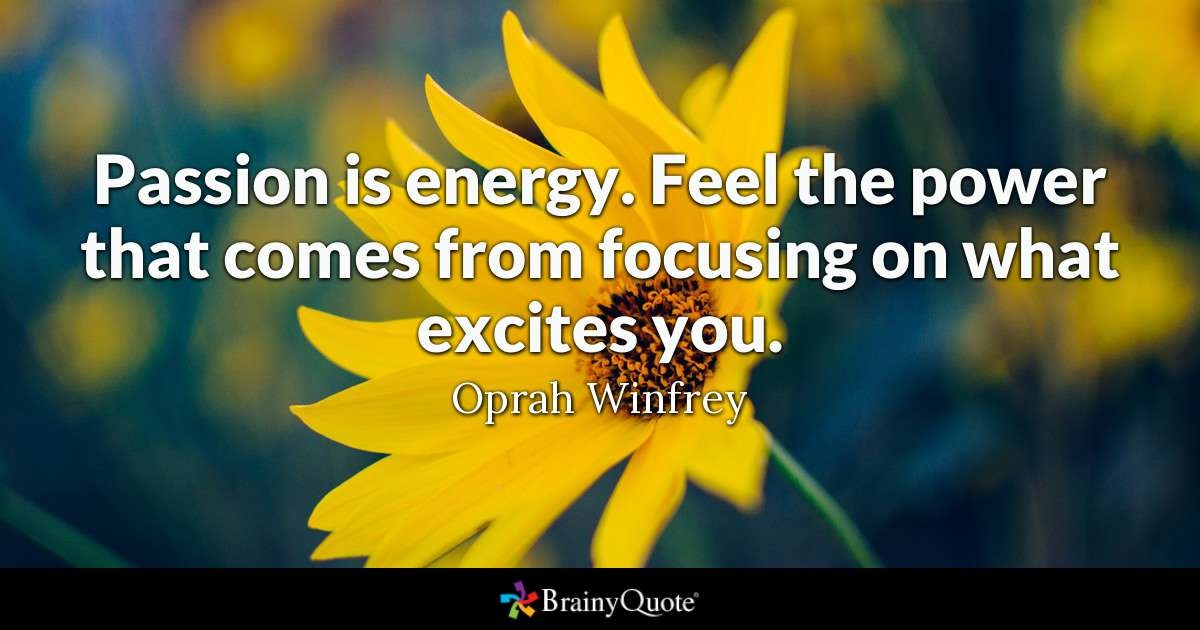 Passion is energy. Feel the power
that comes from focusing on what
excites you.
Oprah Winfrey
BrainyQuote®